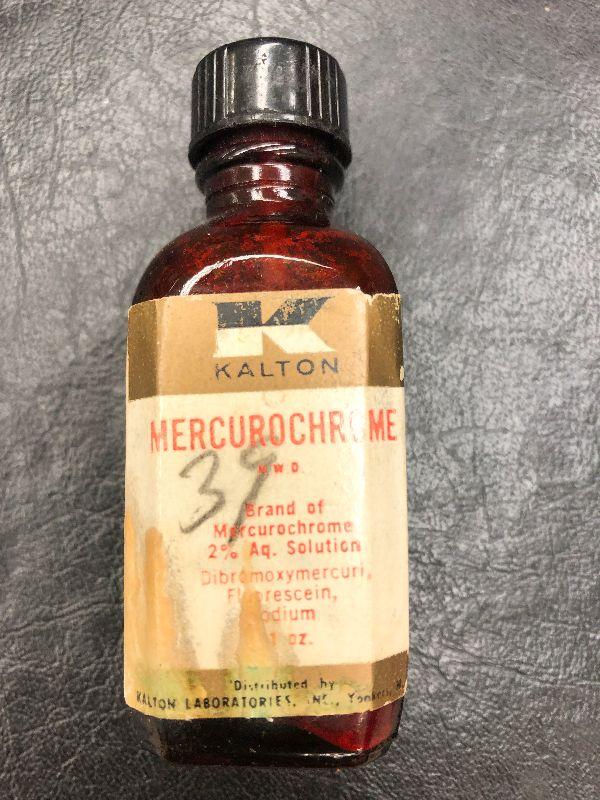 K
KALTON
MERCUROCHROME
H.W.D.
39
Brand of
Mercurochrome
2% Aq. Solution
Dibromoxymercuri,
Fluorescein,
Sodium
1 oz.
Distributed by
KALTON LABORATORIES, INC., Yonkers, N.